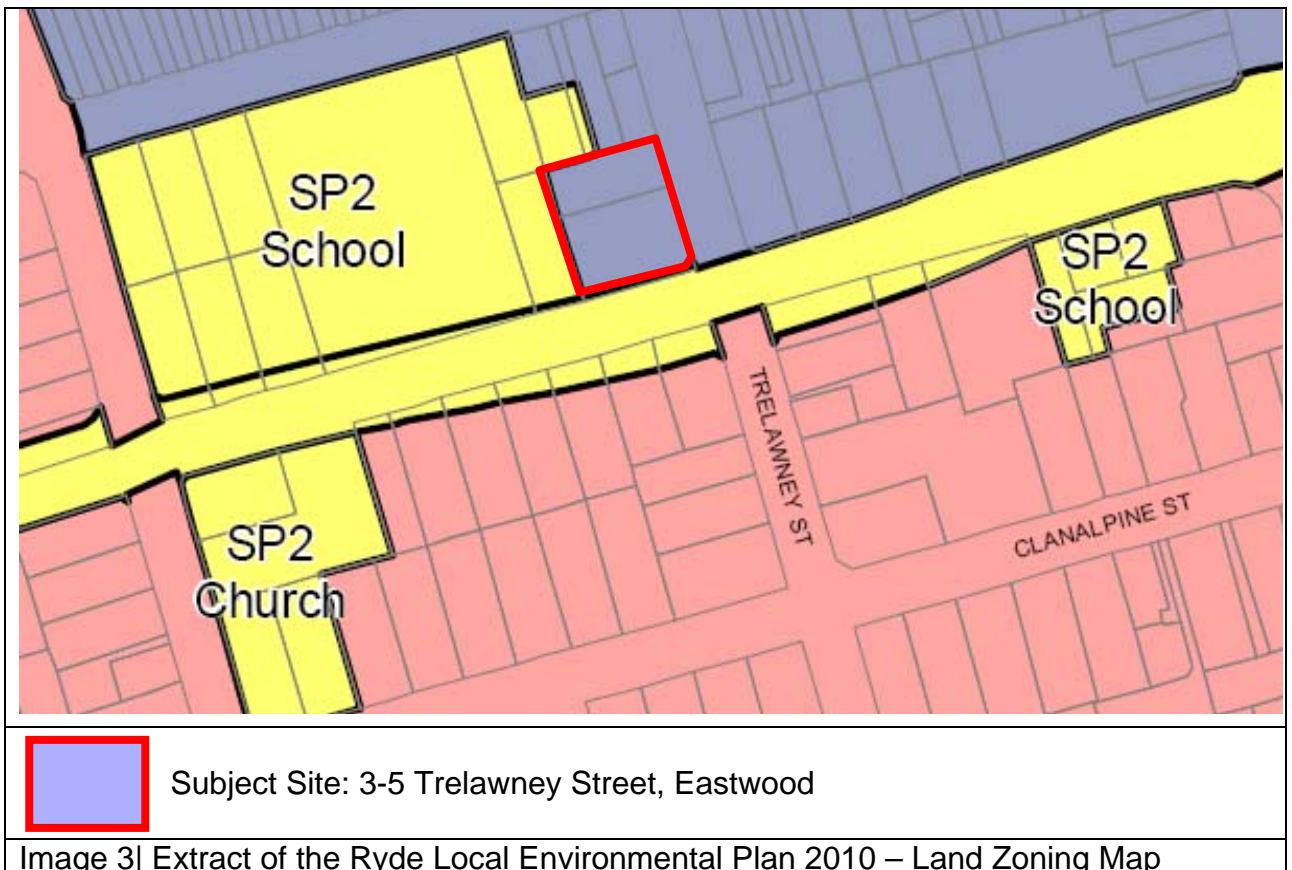 SP2
School
SP2
School
TRELAWNEY ST
CLANALPINE ST
SP2
Church
Subject Site: 3-5 Trelawney Street, Eastwood
Image 3| Extract of the Ryde Local Environmental Plan 2010 – Land Zoning Map